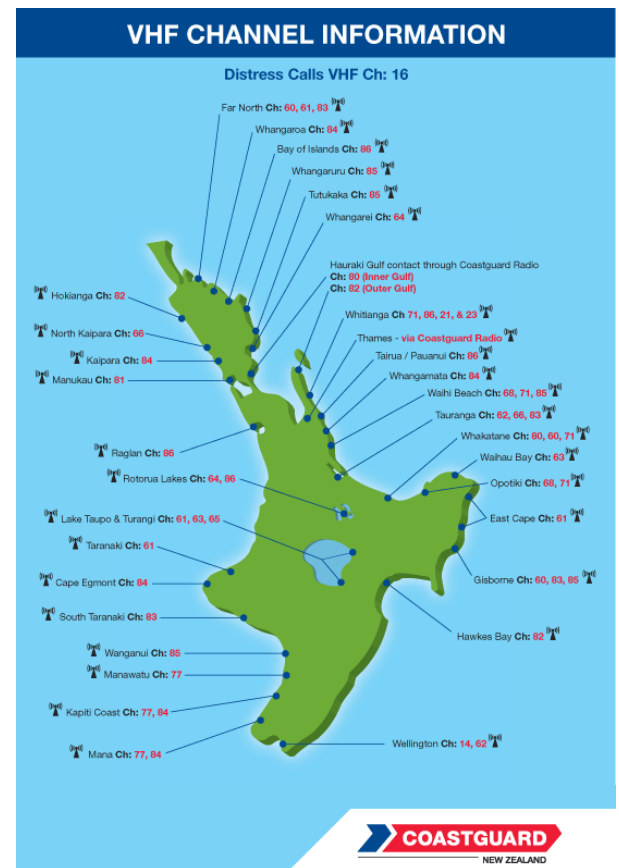 VHF CHANNEL INFORMATION
Distress Calls VHF Ch: 16
Far North Ch: 60, 61, 83
Whangaroa Ch: 84
Bay of Islands Ch: 86
Whangaruru Ch: 85
Tutukaka Ch: 85
Whangarei Ch: 64
Hauraki Gulf contact through Coastguard Radio
Ch: 80 (Inner Gulf)
Ch: 82 (Outer Gulf)
Whitianga Ch 71, 86, 21, & 23
Thames - via Coastguard Radio
Tairua / Pauanui Ch: 86
Whangamata Ch: 84
Waihi Beach Ch: 68, 71, 85
Tauranga Ch: 62, 66, 83
Whakatane Ch: 80, 60, 71
Waihau Bay Ch: 63
Opotiki Ch: 68, 71
East Cape Ch: 61
Gisborne Ch: 60, 83, 85
Hawkes Bay Ch: 82
Wellington Ch: 14, 62
Hokianga Ch: 82
North Kaipara Ch: 66
Kaipara Ch: 84
Manukau Ch: 81
Raglan Ch: 86
Rotorua Lakes Ch: 64, 86
Lake Taupo & Turangi Ch: 61, 63, 65
Taranaki Ch: 61
Cape Egmont Ch: 84
South Taranaki Ch: 83
Wanganui Ch: 85
Manawatu Ch: 77
Kapiti Coast Ch: 77, 84
Mana Ch: 77, 84
COASTGUARD
NEW ZEALAND